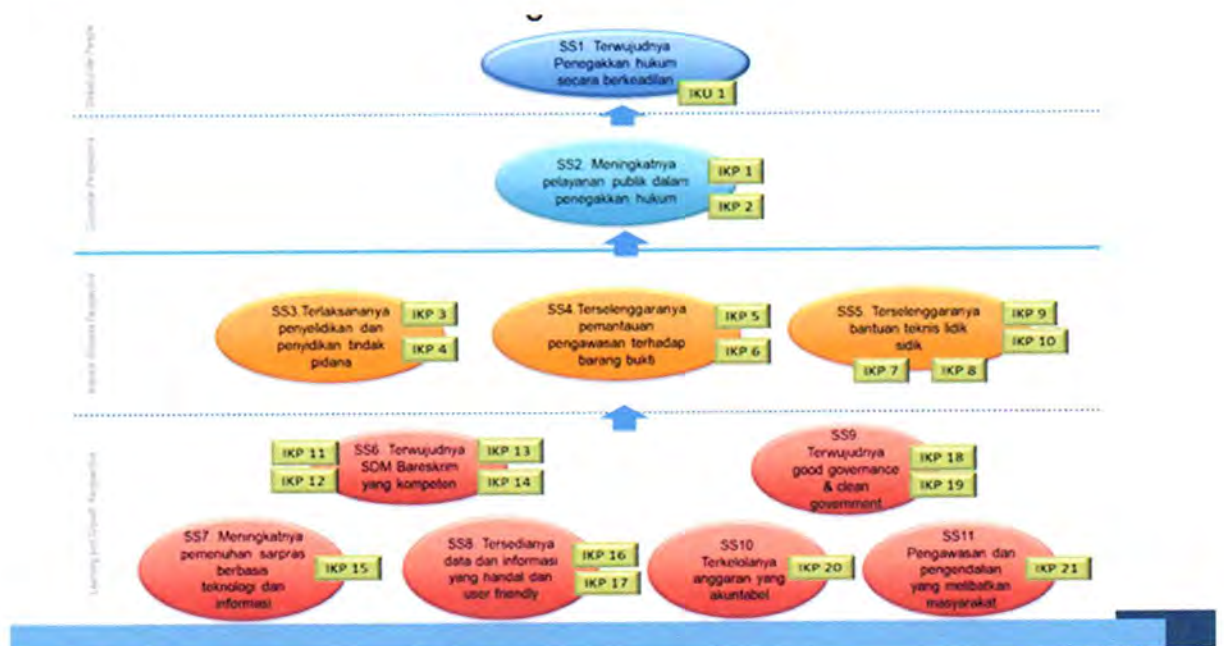 SS1. Terwujudnya
Penegakkan hukum
secara berkeadilan
IKU 1
SS2. Meningkatnya
pelayanan publik dalam
penegakkan hukum
IKP 1
IKP 2
SS3.Terlaksananya
penyelidikan dan
penyidikan tindak
pidana
IKP 3
IKP 4
SS4.Terselenggaranya
pemantauan
pengawasan terhadap
barang bukti
IKP 5
IKP 6
SS5. Terselenggaranya
bantuan teknis lidik
sidik
IKP 9
IKP 10
IKP 7
IKP 8
IKP 11
IKP 12
SS6. Terwujudnya
SDM Bareskrim
yang kompeten
IKP 13
IKP 14
SS9
Terwujudnya
good governance
& clean
government
IKP 18
IKP 19
SS7. Meningkatnya
pemenuhan sarpras
berbasis
teknologi dan
informasi
IKP 15
SS8. Tersedianya
data dan informasi
yang handal dan
user friendly
IKP 16
IKP 17
SS10
Terkelolanya
anggaran yang
akuntabel
IKP 20
SS11
Pengawasan dan
pengendalian
yang melibatkan
masyarakat
IKP 21
Learning and Growth Perspective